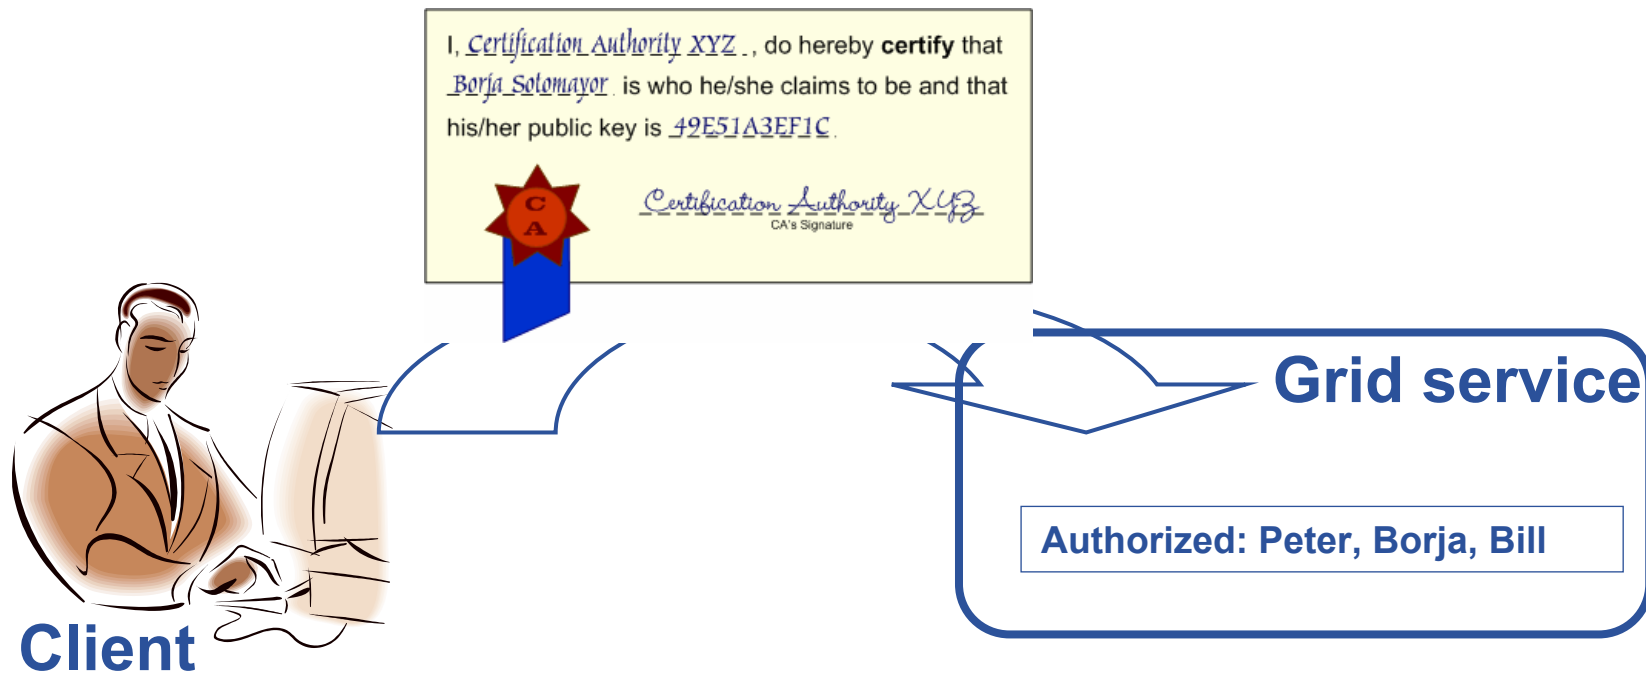 I, Certification Authority XYZ, do hereby certify that
Borja Sotomayor is who he/she claims to be and that
his/her public key is 49E51A3EF1C.
C
A
Certification Authority XYZ
CA's Signature
Grid service
Authorized: Peter, Borja, Bill
Client